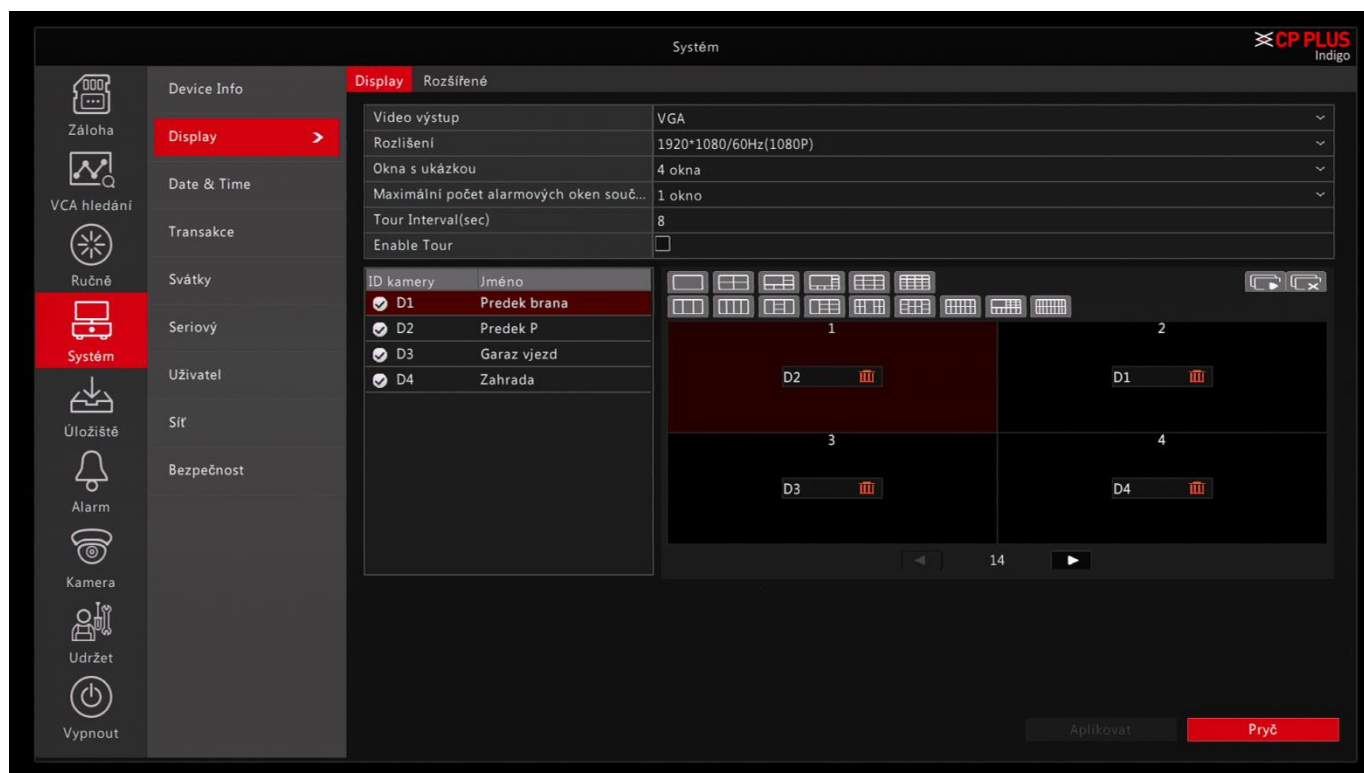 Systém
CP PLUS
Indigo
Záloha
VCA hledání
Ručně
Systém
Úložiště
Alarm
Kamera
Udržet
Vypnout
Device Info
Display
Date & Time
Transakce
Svátky
Seriový
Uživatel
Síť
Bezpečnost
Display Rozšířené
Video výstup VGA
Rozlišení 1920*1080/60Hz(1080P)
Okna s ukázkou 4 okna
Maximální počet alarmových oken souč... 1 okno
Tour Interval(sec) 8
Enable Tour
ID kamery Jméno
D1 Predek brana
D2 Predek P
D3 Garaz vjezd
D4 Zahrada
1 2
D2 D1
3 4
D3 D4
14
Aplikovat Pryč